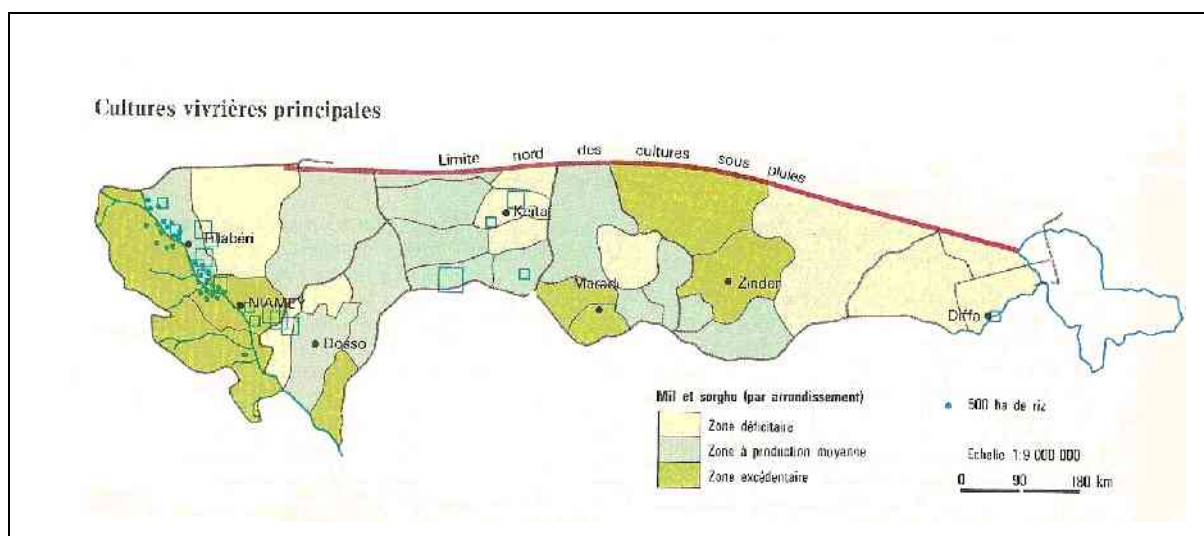 Cultures vivrières principales
Limite nord des cultures sous pluies
Keita
Tillabéri
NIAMEY
Dosso
Maradi
Zinder
Diffa
Mil et sorgho (par arrondissement)
Zone déficitaire
Zone à production moyenne
Zone excédentaire
500 ha de riz
Echelle 1:9 000 000
0 90 180 km